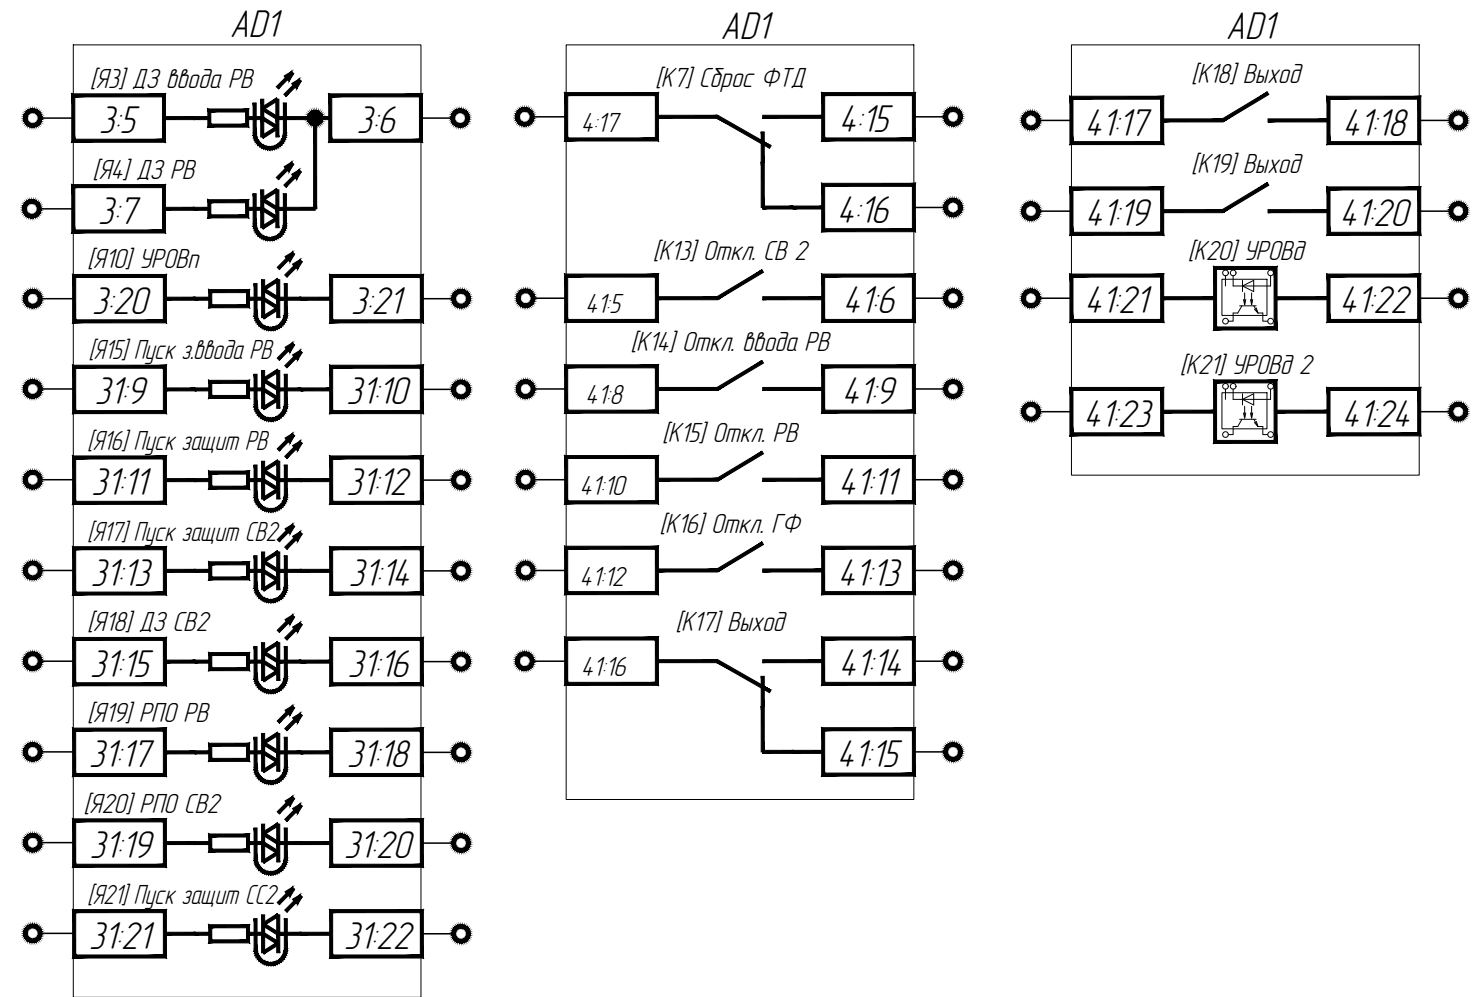 AD1
[Я3] ДЗ ввода РВ
3:5 3:6
[Я4] ДЗ РВ
3:7
[Я10] УРОВп
3:20 3:21
[Я15] Пуск з.ввода РВ
31:9 31:10
[Я16] Пуск защит РВ
31:11 31:12
[Я17] Пуск защит СВ2
31:13 31:14
[Я18] ДЗ СВ2
31:15 31:16
[Я19] РПО РВ
31:17 31:18
[Я20] РПО СВ2
31:19 31:20
[Я21] Пуск защит СС2
31:21 31:22
AD1
[К7] Сброс ФТД
4:17 4:15
4:16
[К13] Откл. СВ 2
41:5 41:6
[К14] Откл. ввода РВ
41:8 41:9
[К15] Откл. РВ
41:10 41:11
[К16] Откл. ГФ
41:12 41:13
[К17] Выход
41:16 41:14
41:15
AD1
[К18] Выход
41:17 41:18
[К19] Выход
41:19 41:20
[К20] УРОВд
41:21 41:22
[К21] УРОВд 2
41:23 41:24